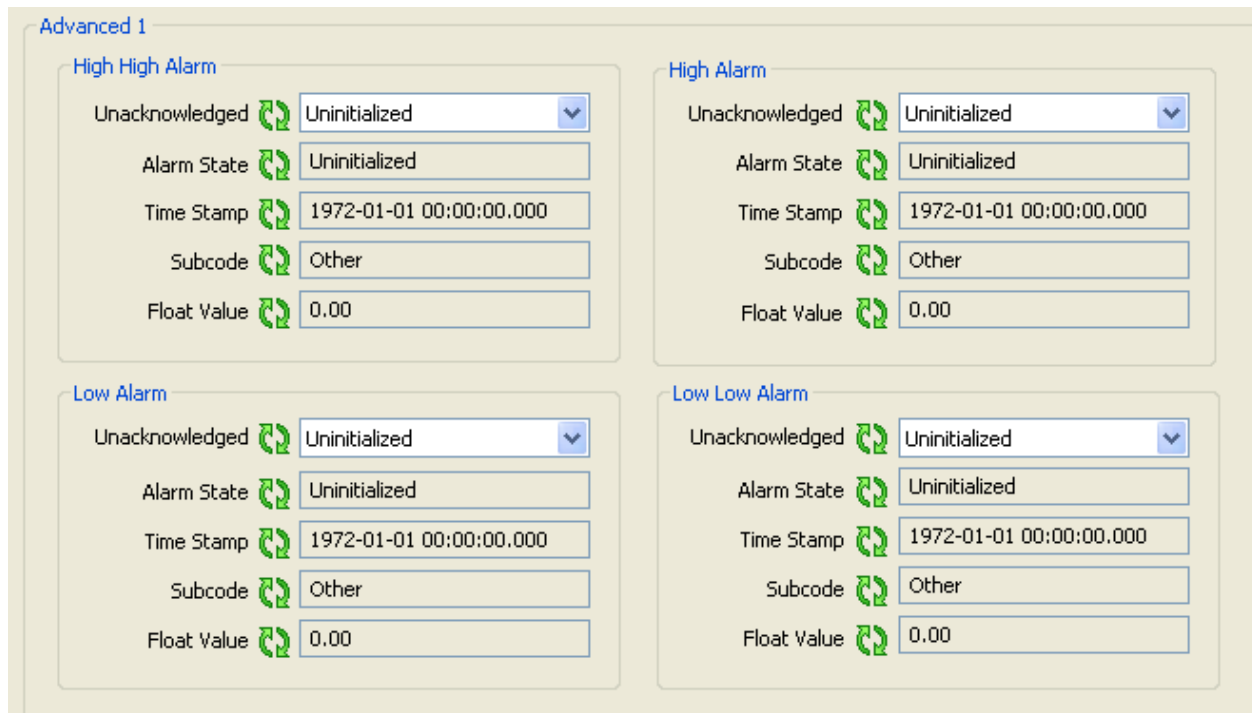 Advanced 1
High High Alarm
Unacknowledged Uninitialized
Alarm State Uninitialized
Time Stamp 1972-01-01 00:00:00.000
Subcode Other
Float Value 0.00
High Alarm
Unacknowledged Uninitialized
Alarm State Uninitialized
Time Stamp 1972-01-01 00:00:00.000
Subcode Other
Float Value 0.00
Low Alarm
Unacknowledged Uninitialized
Alarm State Uninitialized
Time Stamp 1972-01-01 00:00:00.000
Subcode Other
Float Value 0.00
Low Low Alarm
Unacknowledged Uninitialized
Alarm State Uninitialized
Time Stamp 1972-01-01 00:00:00.000
Subcode Other
Float Value 0.00